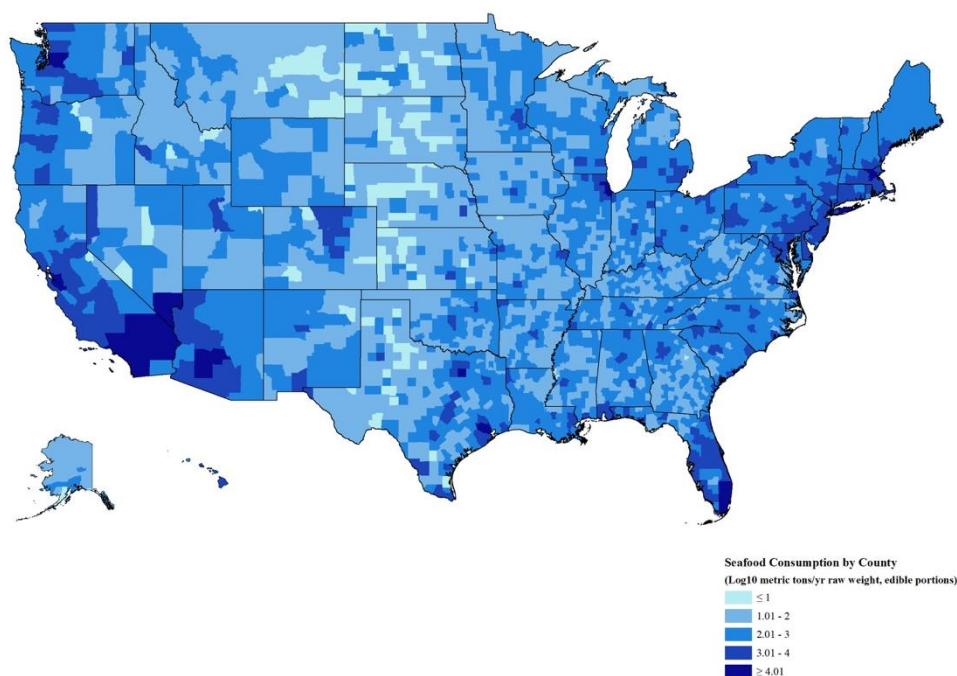 Seafood Consumption by County
(Log10 metric tons/yr raw weight, edible portions)
≤ 1
1.01 - 2
2.01 - 3
3.01 - 4
≥ 4.01